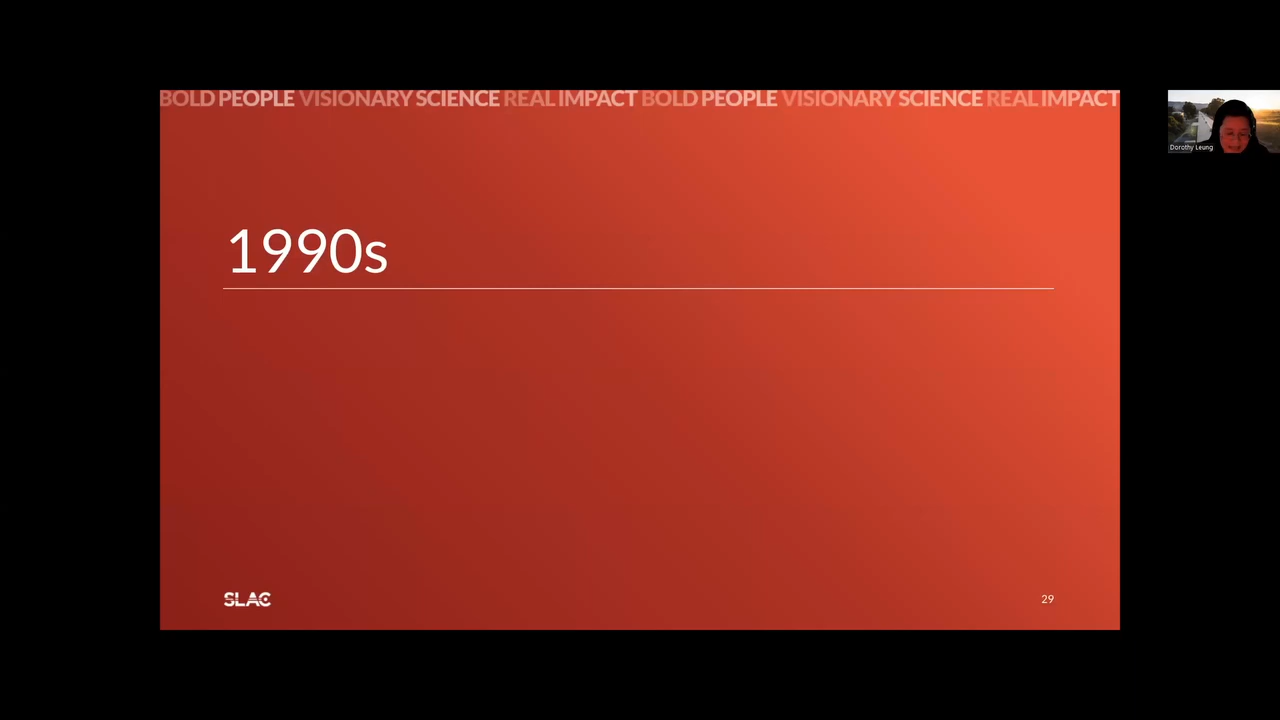 BOLD PEOPLE VISIONARY SCIENCE REAL IMPACT BOLD PEOPLE VISIONARY SCIENCE REAL IMPACT
Dorothy Leung
1990s
SLAC
29